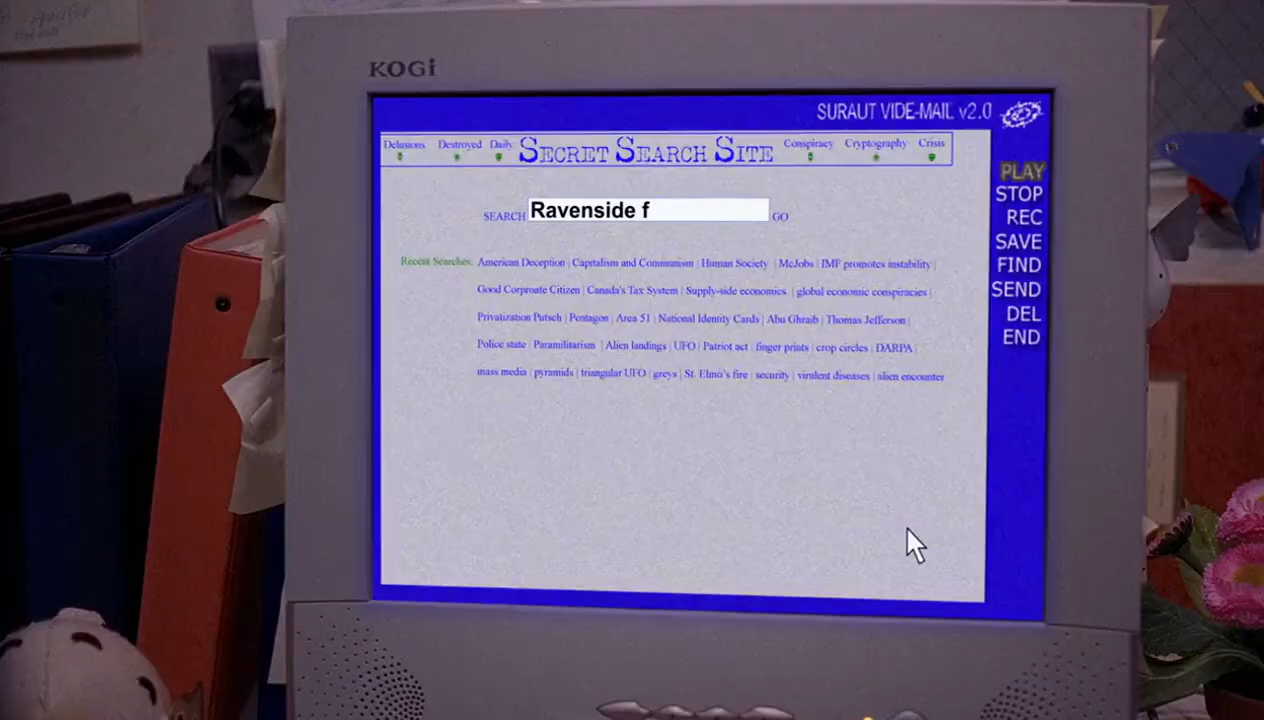 KOGi
SURAUT VIDE-MAIL v2.0
Delusions Destroyed Daily SECRET SEARCH SITE Conspiracy Cryptography Crisis
SEARCH Ravenside f GO
Recent Searches: American Deception | Capitalism and Communism | Human Society | McJobs | IMF promotes instability |
Good Corproate Citizen | Canada's Tax System | Supply-side economics | global economic conspiracies |
Privatization Putsch | Pentagon | Area 51 | National Identity Cards | Abu Ghraib | Thomas Jefferson |
Police state | Paramilitarism | Alien landings | UFO | Patriot act | finger prints | crop circles | DARPA |
mass media | pyramids | triangular UFO | greys | St. Elmo's fire | security | virulent diseases | alien encounter
PLAY
STOP
REC
SAVE
FIND
SEND
DEL
END